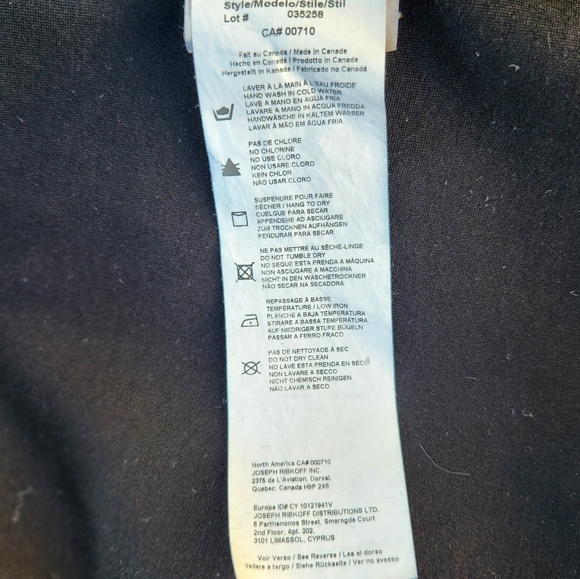 Style/Modelo/Stile/Stil
Lot # 035258
CA# 00710
Fait au Canada / Made in Canada
Hecho en Canadá / Prodotto in Canada
Hergestellt in Kanada / Fabricado no Canadá
LAVER À LA MAIN À L'EAU FROIDE
HAND WASH IN COLD WATER
LAVE A MANO EN AGUA FRIA
LAVARE A MANO IN ACQUA FREDDA
HANDWÄSCHE IN KALTEM WASSER
LAVAR À MÃO EM ÁGUA FRIA
PAS DE CHLORE
NO CHLORINE
NO USE CLORO
NON USARE CLORO
KEIN CHLOR
NÃO USAR CLORO
SUSPENDRE POUR FAIRE
SÉCHER / HANG TO DRY
CUELGUE PARA SECAR
APPENDERE AD ASCIUGARE
ZUM TROCKNEN AUFHÄNGEN
PENDURAR PARA SECAR
NE PAS METTRE AU SÈCHE-LINGE
DO NOT TUMBLE DRY
NO SEQUE ESTA PRENDA A MÁQUINA
NON ASCIUGARE A MACCHINA
NICHT IN DEN WÄSCHETROCKNER
NÃO SECAR NA SECADORA
REPASSAGE À BASSE
TEMPÉRATURE / LOW IRON
PLANCHE A BAJA TEMPERATURA
STIRARE A BASSA TEMPERATURA
AUF NIEDRIGER STUFE BÜGELN
PASSAR A FERRO FRACO
PAS DE NETTOYAGE À SEC
DO NOT DRY CLEAN
NO LAVE ESTA PRENDA EN SECO
NON LAVARE A SECCO
NICHT CHEMISCH REINIGEN
NÃO LAVAR A SECO
North America CA# 000710
JOSEPH RIBKOFF INC.
2375 de L'Aviation, Dorval,
Quebec, Canada H9P 2X6
Europe ID# CY 10121941V
JOSEPH RIBKOFF DISTRIBUTIONS LTD.
6 Parthenonos Street, Smaragda Court
2nd Floor, Apt. 202,
3101 LIMASSOL, CYPRUS
Voir Verso / See Reverse / Lea al dorso
Vedere a tergo / Siehe Rückseite / Ver no avesso